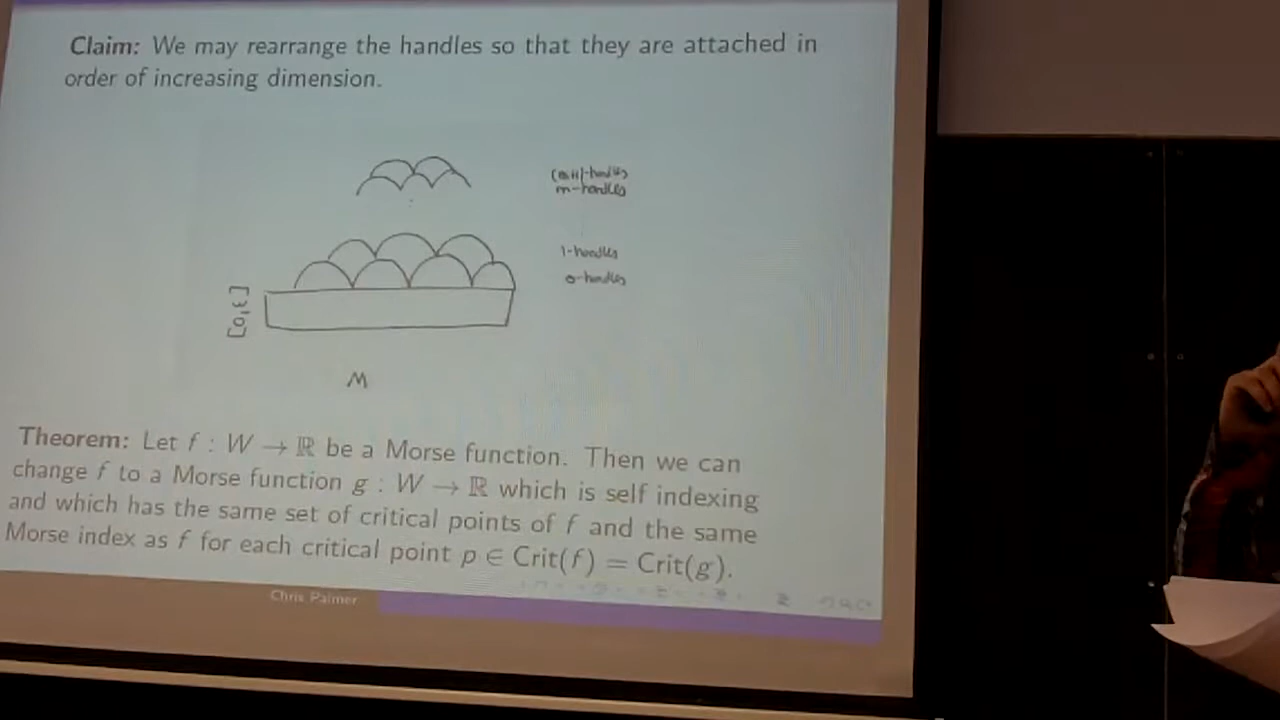 Claim: We may rearrange the handles so that they are attached in
order of increasing dimension.
(m+1)-handles
m-handles
1-handles
0-handles
[0,ε]
M
Theorem: Let f : W → ℝ be a Morse function. Then we can
change f to a Morse function g : W → ℝ which is self indexing
and which has the same set of critical points of f and the same
Morse index as f for each critical point p ∈ Crit(f) = Crit(g).
Chris Palmer